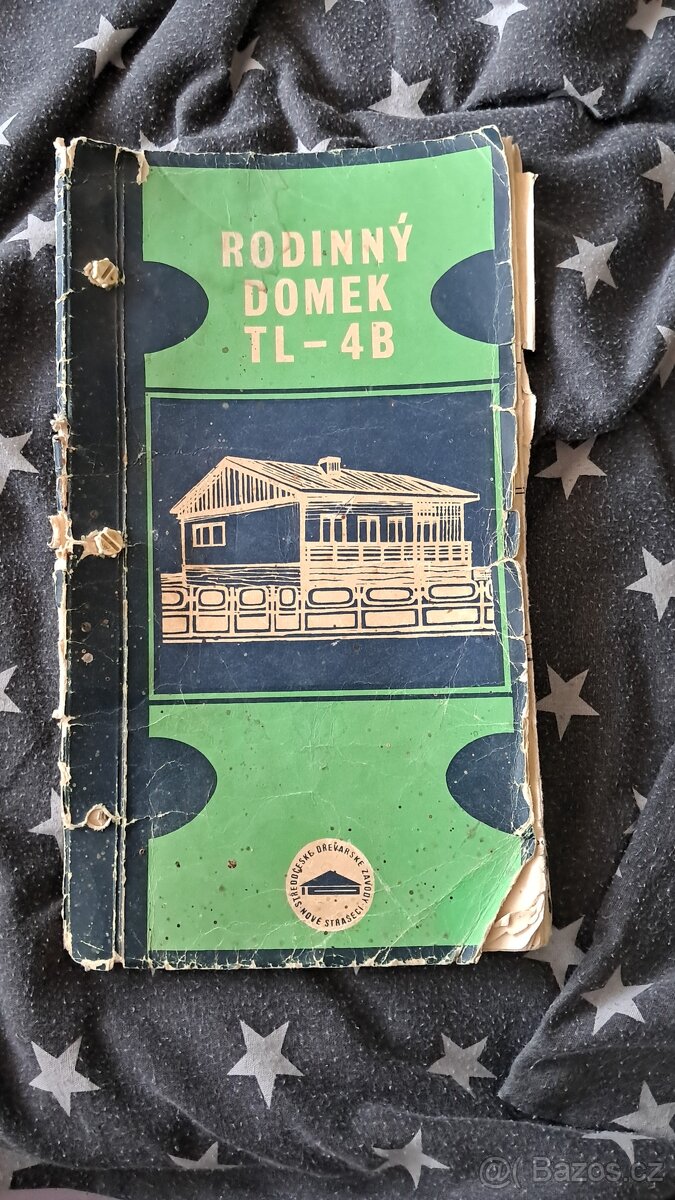 RODINNÝ
DOMEK
TL-4B
STŘEDOČESKÉ DŘEVAŘSKÉ ZÁVODY
NOVÉ STRAŠECÍ
@ Bazos.cz